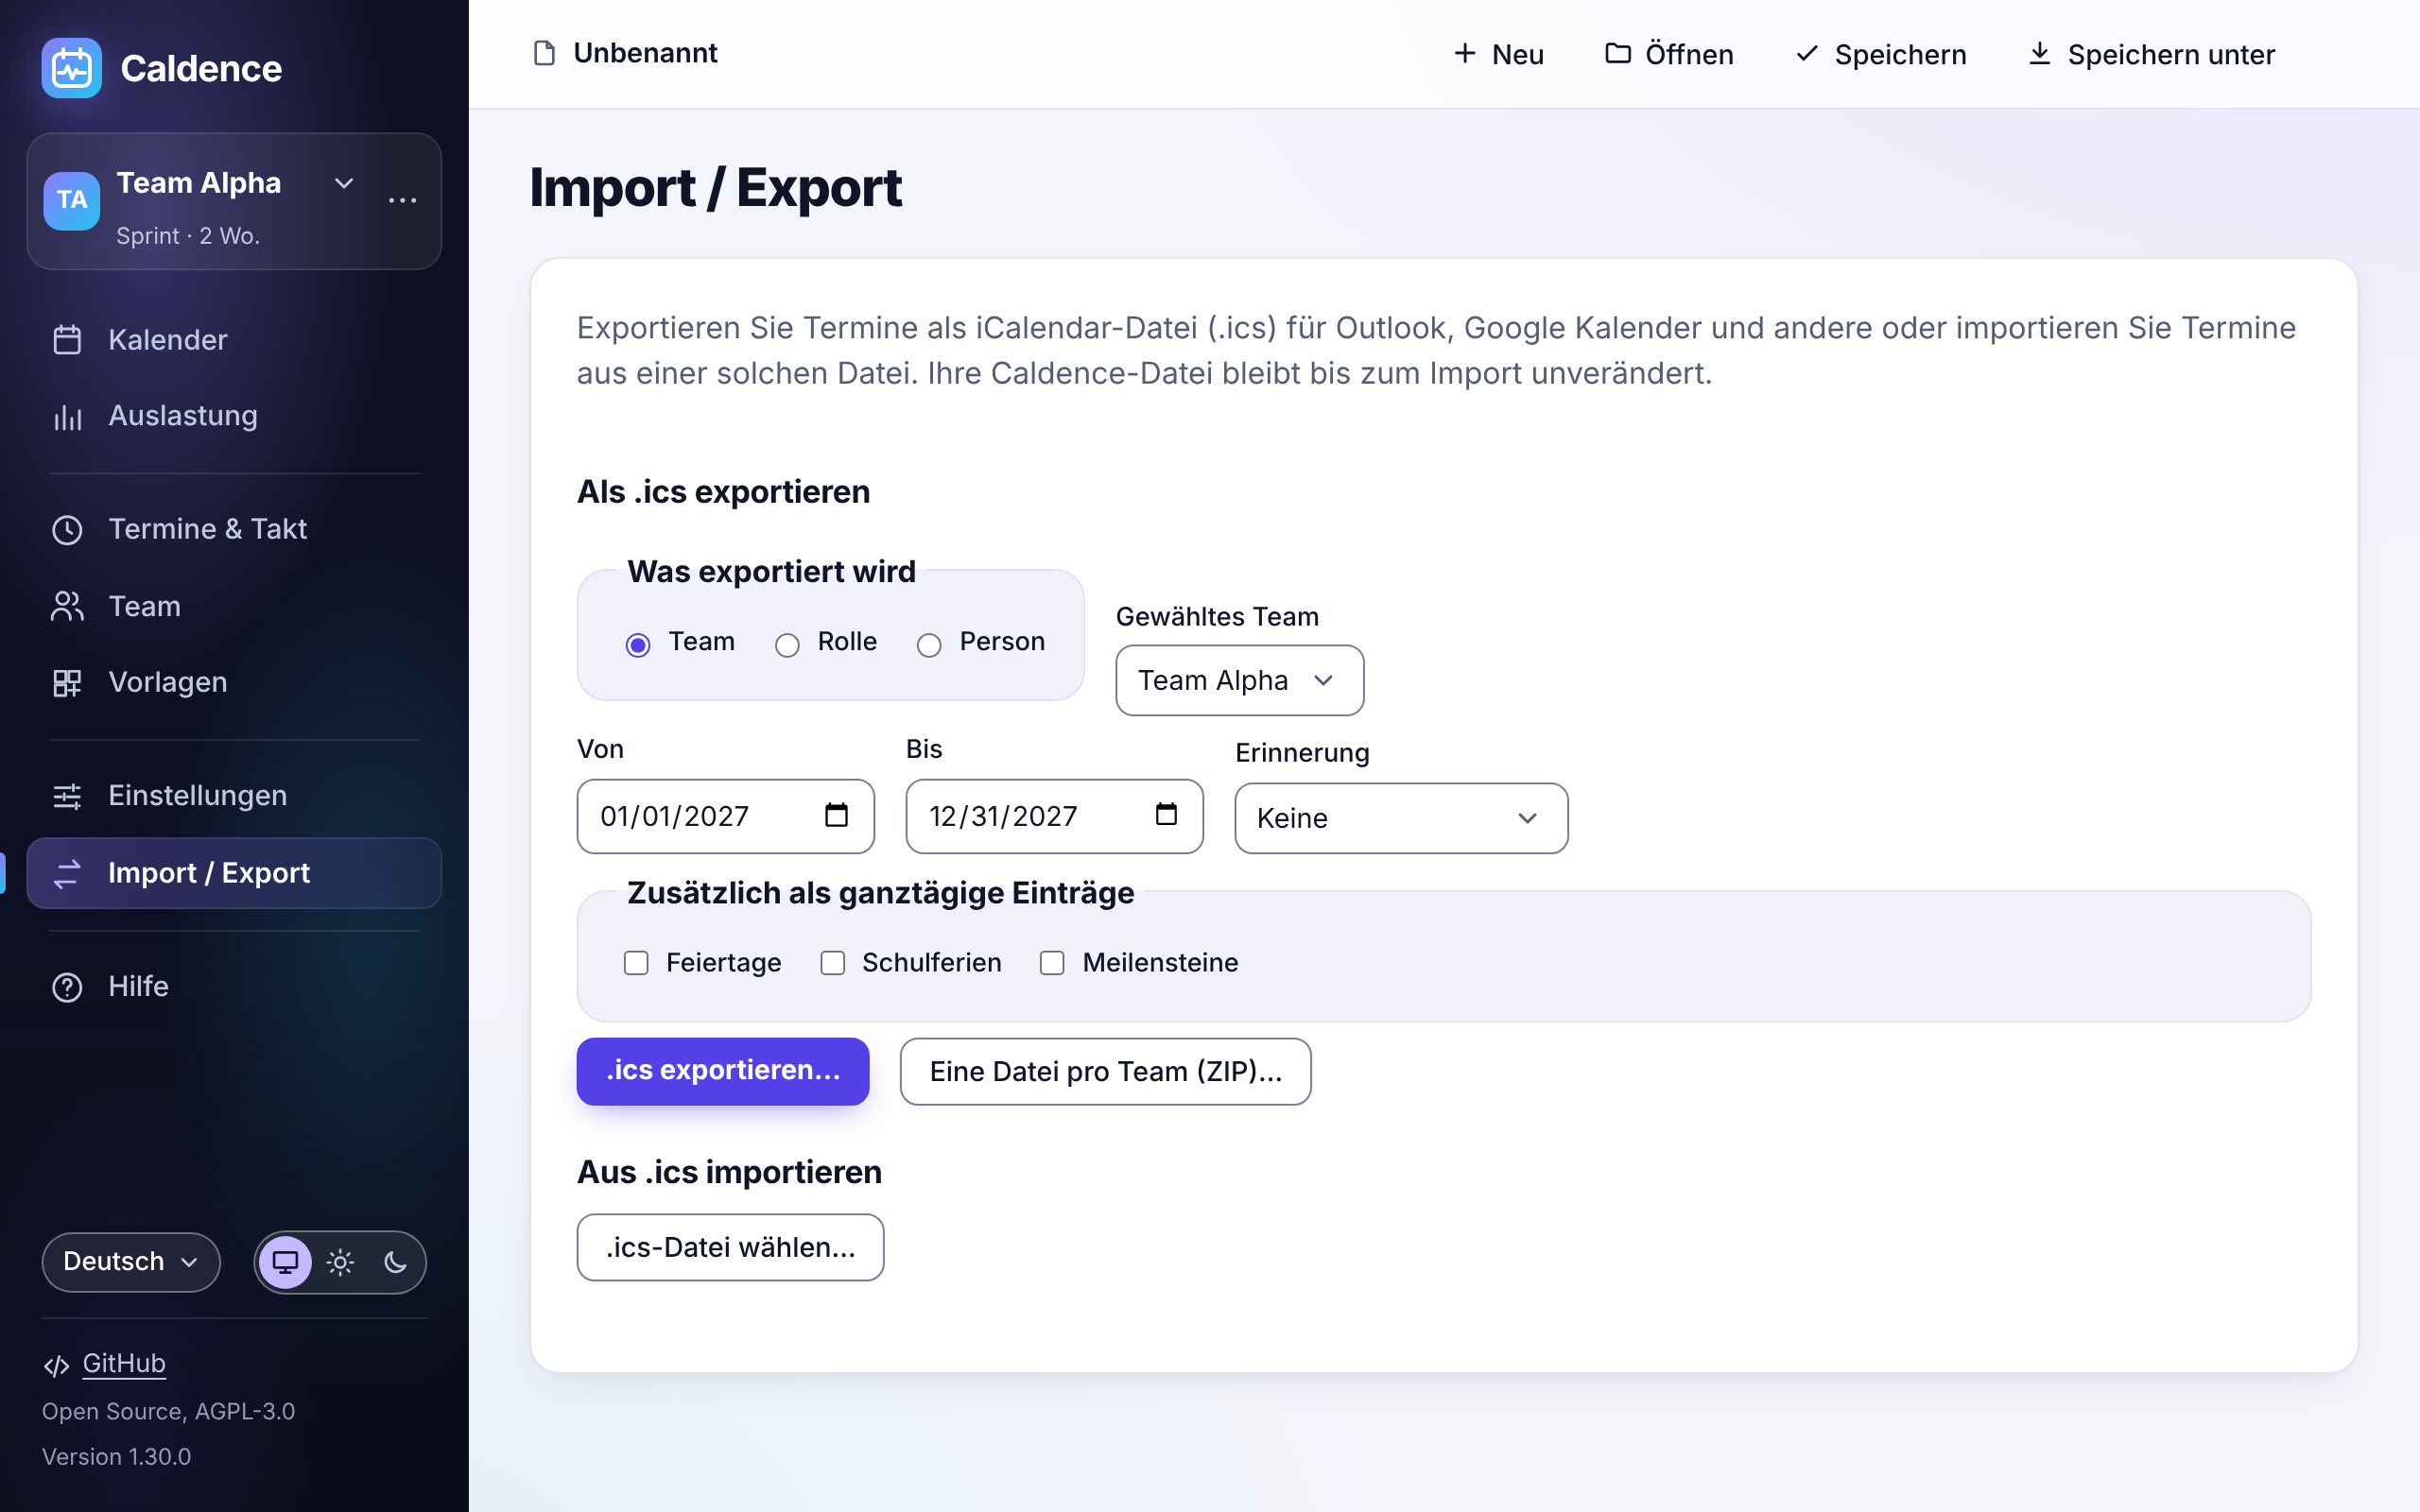 Caldence
TA
Team Alpha
Sprint · 2 Wo.
Kalender
Auslastung
Termine & Takt
Team
Vorlagen
Einstellungen
Import / Export
Hilfe
Deutsch
GitHub
Open Source, AGPL-3.0
Version 1.30.0
Unbenannt
Neu
Öffnen
Speichern
Speichern unter
Import / Export
Exportieren Sie Termine als iCalendar-Datei (.ics) für Outlook, Google Kalender und andere oder importieren Sie Termine
aus einer solchen Datei. Ihre Caldence-Datei bleibt bis zum Import unverändert.
Als .ics exportieren
Was exportiert wird
Team
Rolle
Person
Gewähltes Team
Team Alpha
Von
Bis
Erinnerung
01/01/2027
12/31/2027
Keine
Zusätzlich als ganztägige Einträge
Feiertage
Schulferien
Meilensteine
.ics exportieren...
Eine Datei pro Team (ZIP)...
Aus .ics importieren
.ics-Datei wählen...